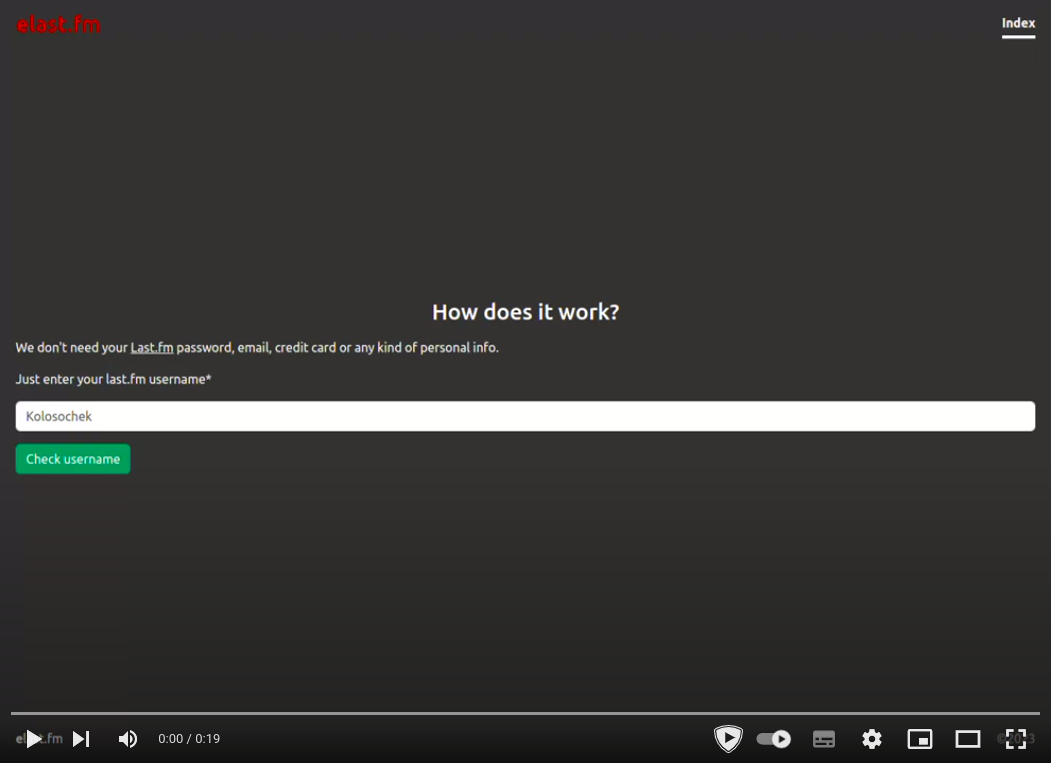 elast.fm
Index
How does it work?
We don't need your Last.fm password, email, credit card or any kind of personal info.
Just enter your last.fm username*
Kolosochek
Check username
0:00 / 0:19